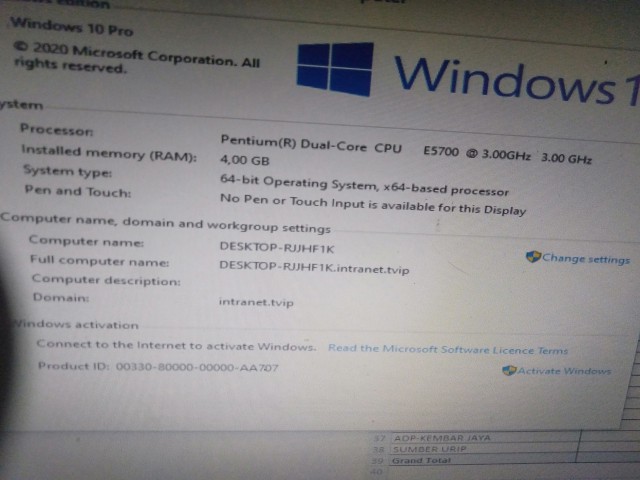 Windows 10 Pro
© 2020 Microsoft Corporation. All
rights reserved.
Windows 1
ystem
Processor: Pentium(R) Dual-Core CPU E5700 @ 3.00GHz 3.00 GHz
Installed memory (RAM): 4,00 GB
System type: 64-bit Operating System, x64-based processor
Pen and Touch: No Pen or Touch Input is available for this Display
Computer name, domain and workgroup settings
Computer name: DESKTOP-RJJHF1K
Change settings
Full computer name: DESKTOP-RJJHF1K.intranet.tvip
Computer description:
Domain: intranet.tvip
Windows activation
Connect to the Internet to activate Windows. Read the Microsoft Software Licence Terms
Product ID: 00330-80000-00000-AA707
Activate Windows
37 ADP-KEMBAR JAYA
38 SUMBER URIP
39 Grand Total
40